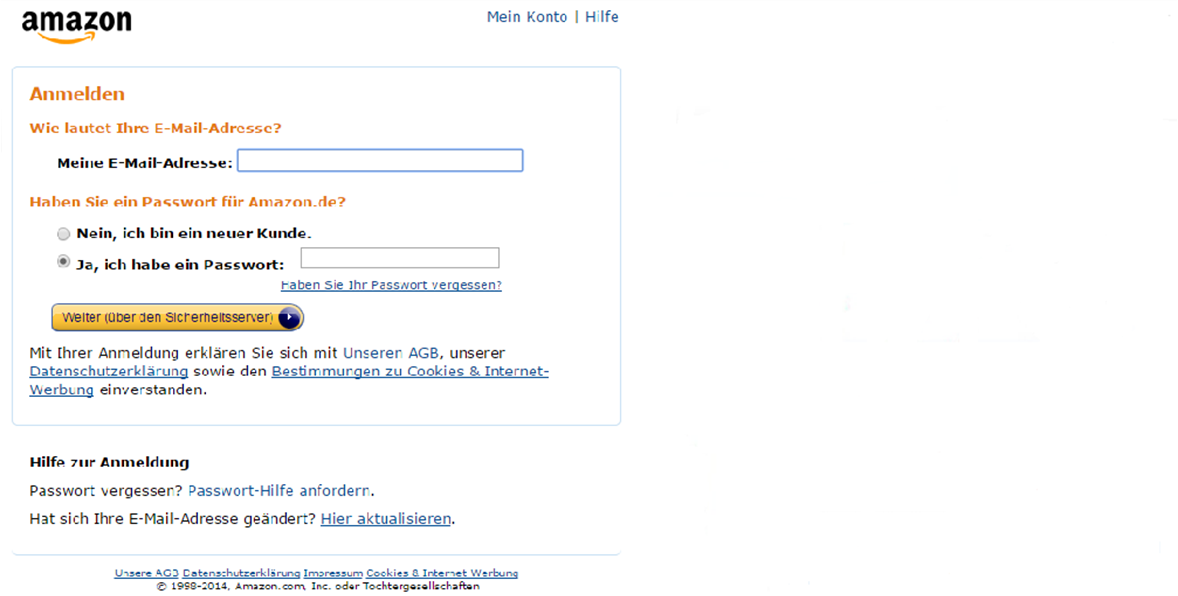 amazon
Mein Konto | Hilfe
Anmelden
Wie lautet Ihre E-Mail-Adresse?
Meine E-Mail-Adresse:
Haben Sie ein Passwort für Amazon.de?
Nein, ich bin ein neuer Kunde.
Ja, ich habe ein Passwort:
Haben Sie Ihr Passwort vergessen?
Weiter (über den Sicherheitsserver)
Mit Ihrer Anmeldung erklären Sie sich mit Unseren AGB, unserer
Datenschutzerklärung sowie den Bestimmungen zu Cookies & Internet-
Werbung einverstanden.
Hilfe zur Anmeldung
Passwort vergessen? Passwort-Hilfe anfordern.
Hat sich Ihre E-Mail-Adresse geändert? Hier aktualisieren.
Unsere AGB Datenschutzerklärung Impressum Cookies & Internet Werbung
© 1998-2014, Amazon.com, Inc. oder Tochtergesellschaften